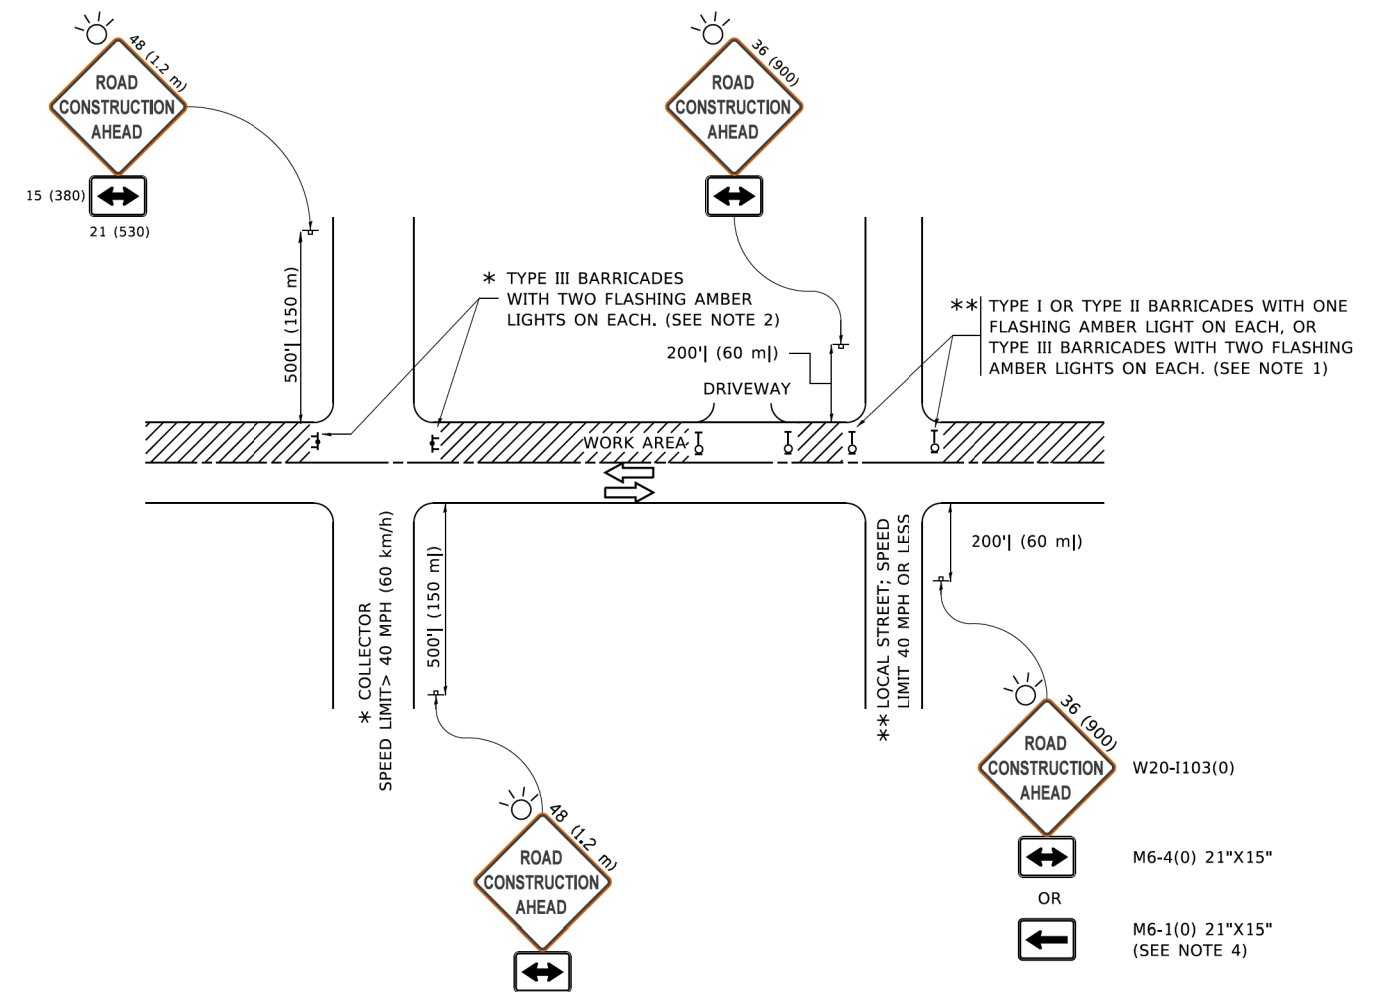 48 (1.2 m)
ROAD
CONSTRUCTION
AHEAD
15 (380)
21 (530)
36 (900)
ROAD
CONSTRUCTION
AHEAD
500'| (150 m)
* TYPE III BARRICADES
WITH TWO FLASHING AMBER
LIGHTS ON EACH. (SEE NOTE 2)
200'| (60 m|)
DRIVEWAY
** TYPE I OR TYPE II BARRICADES WITH ONE
FLASHING AMBER LIGHT ON EACH, OR
TYPE III BARRICADES WITH TWO FLASHING
AMBER LIGHTS ON EACH. (SEE NOTE 1)
WORK AREA
* COLLECTOR
SPEED LIMIT> 40 MPH (60 km/h)
500'| (150 m|)
** LOCAL STREET; SPEED
LIMIT 40 MPH OR LESS
200'| (60 m|)
48 (1.2 m)
ROAD
CONSTRUCTION
AHEAD
36 (900)
ROAD
CONSTRUCTION
AHEAD
W20-I103(0)
M6-4(0) 21"X15"
OR
M6-1(0) 21"X15"
(SEE NOTE 4)